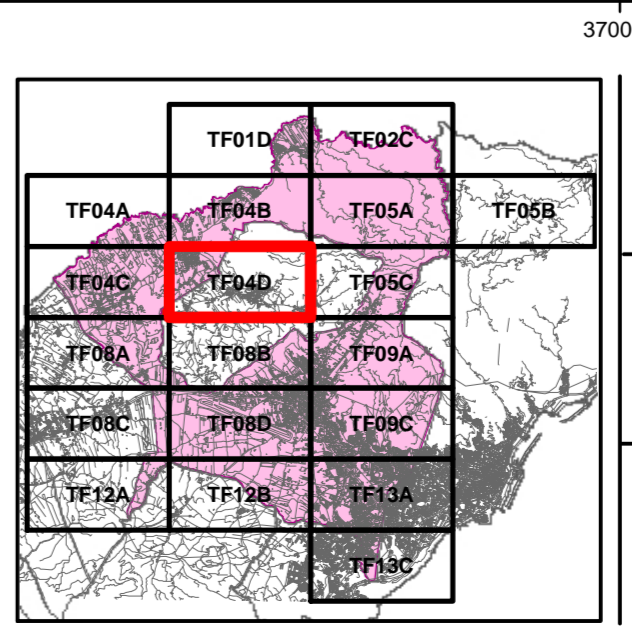 3700
TF01D TF02C
TF04A TF04B TF05A TF05B
TF04C TF04D TF05C
TF08A TF08B TF09A
TF08C TF08D TF09C
TF12A TF12B TF13A
TF13C